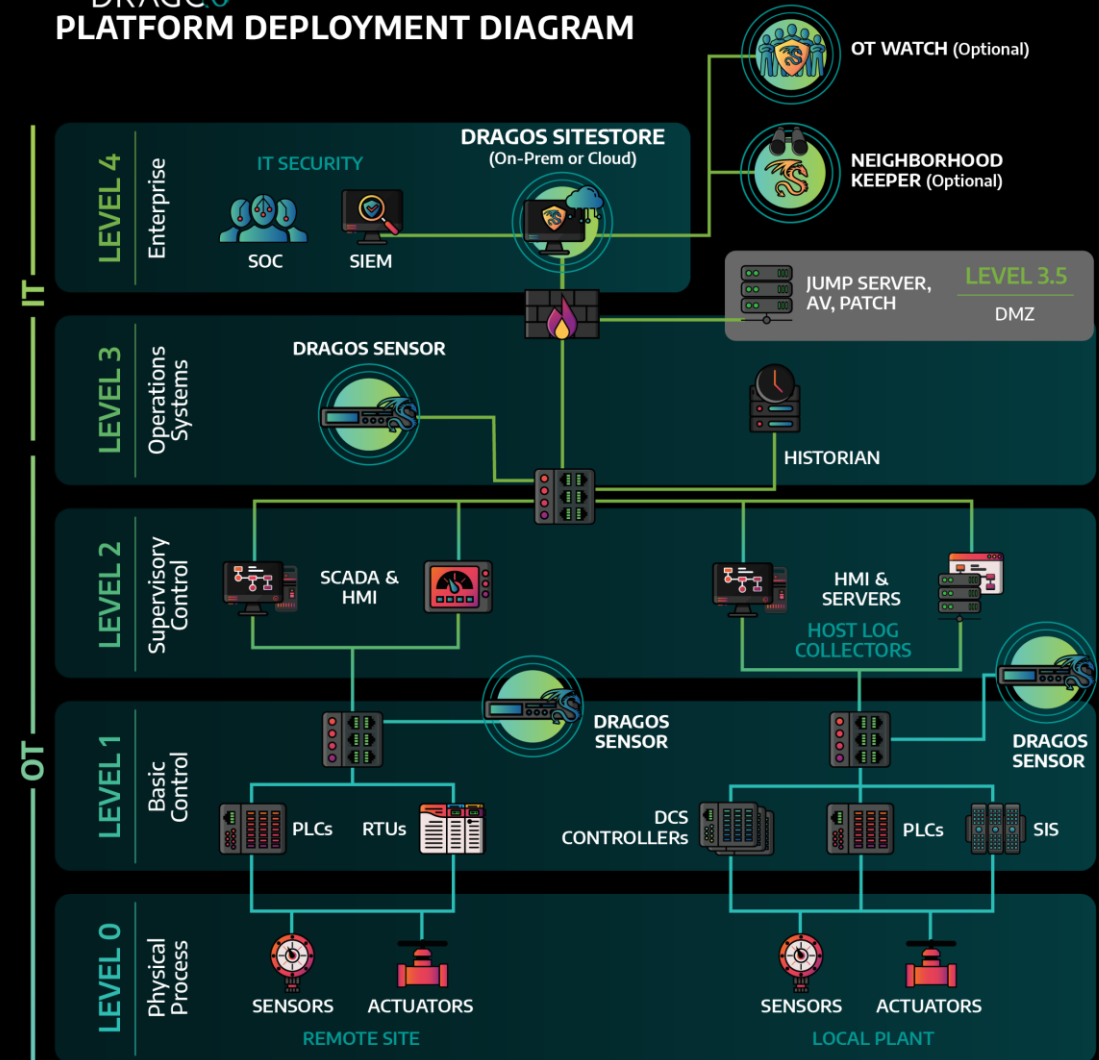 PLATFORM DEPLOYMENT DIAGRAM
OT WATCH (Optional)
NEIGHBORHOOD
KEEPER (Optional)
IT
OT
LEVEL 4
Enterprise
IT SECURITY
SOC
SIEM
DRAGOS SITESTORE
(On-Prem or Cloud)
JUMP SERVER,
AV, PATCH
LEVEL 3.5
DMZ
LEVEL 3
Operations
Systems
DRAGOS SENSOR
HISTORIAN
LEVEL 2
Supervisory
Control
SCADA &
HMI
HMI &
SERVERS
HOST LOG
COLLECTORS
LEVEL 1
Basic
Control
DRAGOS
SENSOR
DRAGOS
SENSOR
PLCs
RTUs
DCS
CONTROLLERs
PLCs
SIS
LEVEL 0
Physical
Process
SENSORS
ACTUATORS
REMOTE SITE
SENSORS
ACTUATORS
LOCAL PLANT